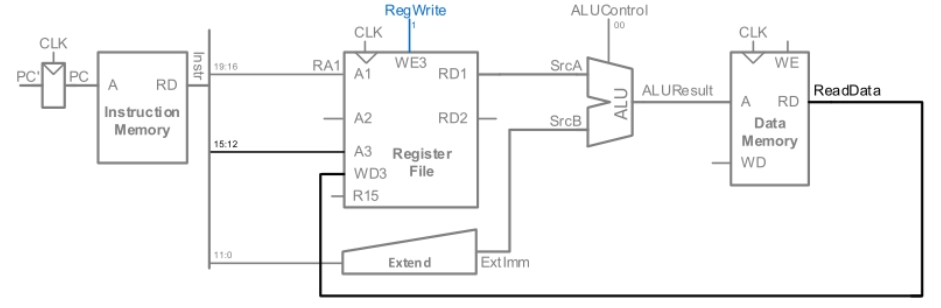 RegWrite
1
ALUControl
00
CLK
CLK
CLK
PC'
PC
A
RD
Instruction
Memory
Instr
19:16
RA1
A1
WE3
RD1
SrcA
A2
RD2
15:12
A3
Register
File
WD3
R15
SrcB
ALU
ALUResult
WE
A
RD
ReadData
Data
Memory
WD
11:0
Extend
ExtImm